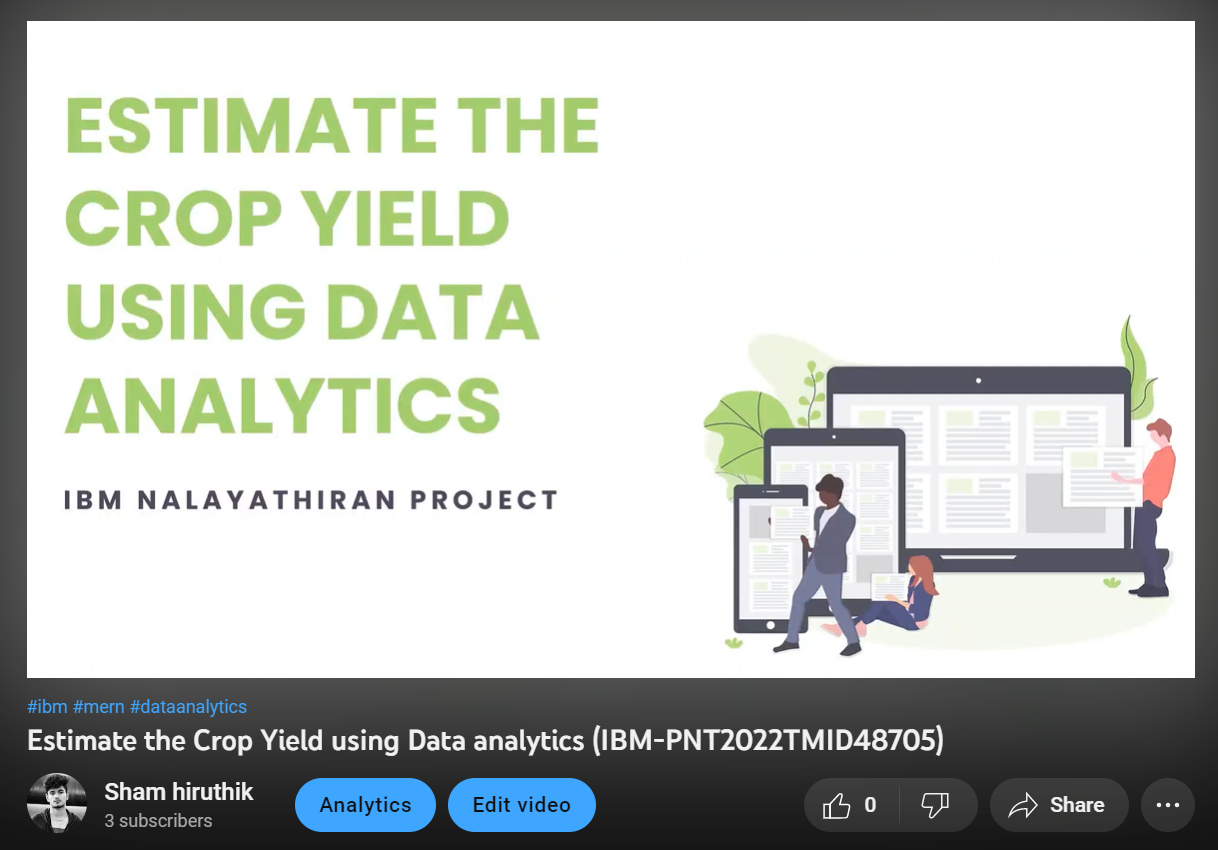 ESTIMATE THE
CROP YIELD
USING DATA
ANALYTICS
IBM NALAYATHIRAN PROJECT
#ibm #mern #dataanalytics
Estimate the Crop Yield using Data analytics (IBM-PNT2022TMID48705)
Sham hiruthik
3 subscribers
Analytics
Edit video
0
Share